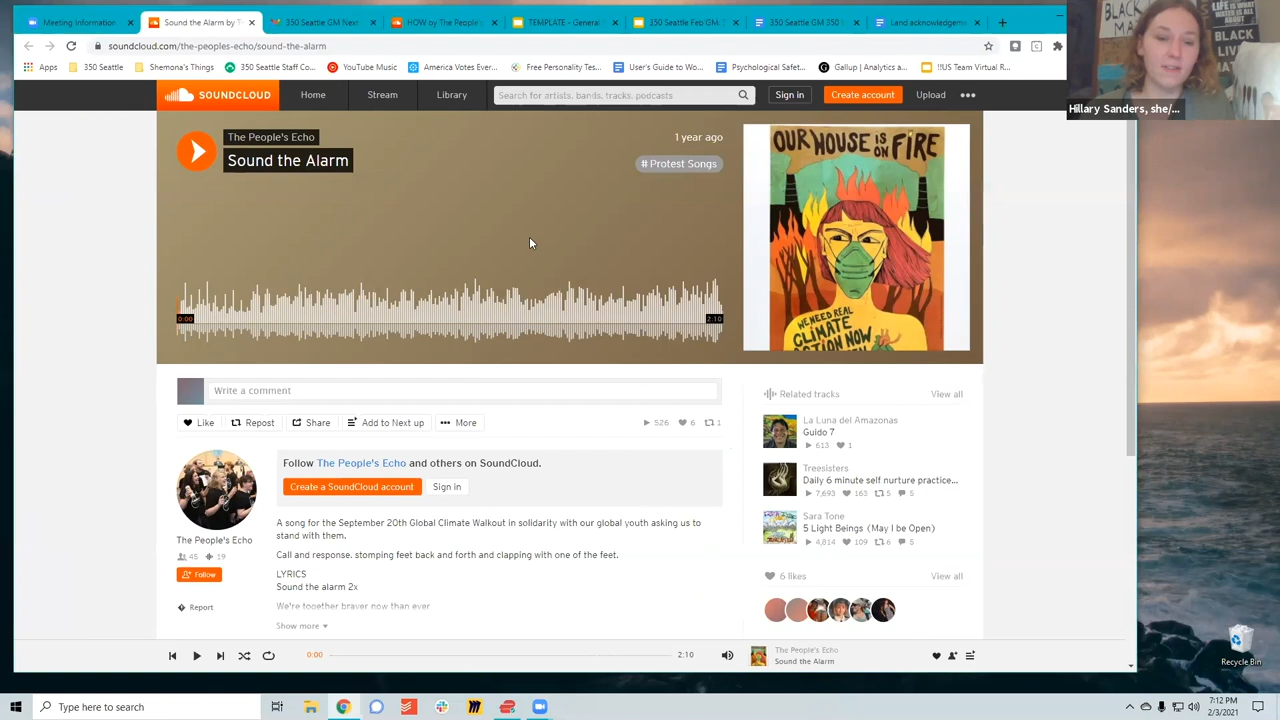 Meeting Information
Sound the Alarm by T
350 Seattle GM Next
HOW by The People's
TEMPLATE - General
350 Seattle Feb GM:
350 Seattle GM 350
Land acknowledgeme
soundcloud.com/the-peoples-echo/sound-the-alarm
Apps
350 Seattle
Shemona's Things
350 Seattle Staff Co...
YouTube Music
America Votes Ever...
Free Personality Tes...
User's Guide to Wo...
Psychological Safet...
Gallup | Analytics a...
!!US Team Virtual R...
BLACK
LIFE IS
WHAT
ABOUT
BLACK
Hillary Sanders, she/...
SOUNDCLOUD
Home
Stream
Library
Search for artists, bands, tracks, podcasts
Sign in
Create account
Upload
The People's Echo
Sound the Alarm
1 year ago
# Protest Songs
OUR HOUSE IS
ON FIRE
WE NEED REAL
CLIMATE
ACTION NOW
0:00
2:10
Write a comment
Like
Repost
Share
Add to Next up
More
526
6
1
Related tracks
View all
La Luna del Amazonas
Guido 7
613
1
Treesisters
Daily 6 minute self nurture practice...
7,693
163
5
5
Sara Tone
5 Light Beings (May I be Open)
4,814
109
6
5
6 likes
View all
The People's Echo
45
19
Follow
Report
Follow The People's Echo and others on SoundCloud.
Create a SoundCloud account
Sign in
A song for the September 20th Global Climate Walkout in solidarity with our global youth asking us to
stand with them.
Call and response. stomping feet back and forth and clapping with one of the feet.
LYRICS
Sound the alarm 2x
We're together braver now than ever
Show more
0:00
2:10
The People's Echo
Sound the Alarm
Recycle Bin
Type here to search
7:12 PM
2/3/2021